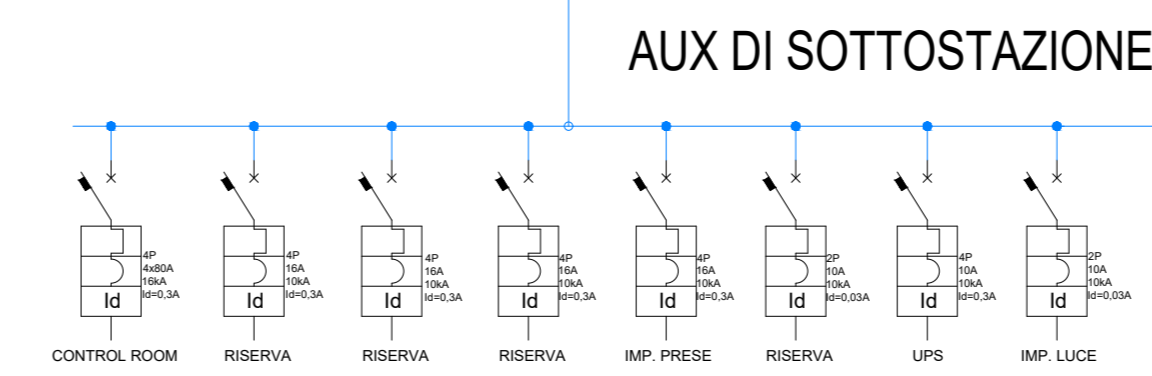 AUX DI SOTTOSTAZIONE
4P
4x80A
16kA
Id=0,3A
Id
CONTROL ROOM
4P
16A
10kA
Id=0,3A
Id
RISERVA
4P
16A
10kA
Id=0,3A
Id
RISERVA
4P
16A
10kA
Id=0,3A
Id
RISERVA
4P
16A
10kA
Id=0,3A
Id
IMP. PRESE
2P
10A
10kA
Id=0,03A
Id
RISERVA
4P
10A
10kA
Id=0,3A
Id
UPS
2P
10A
10kA
Id=0,03A
Id
IMP. LUCE